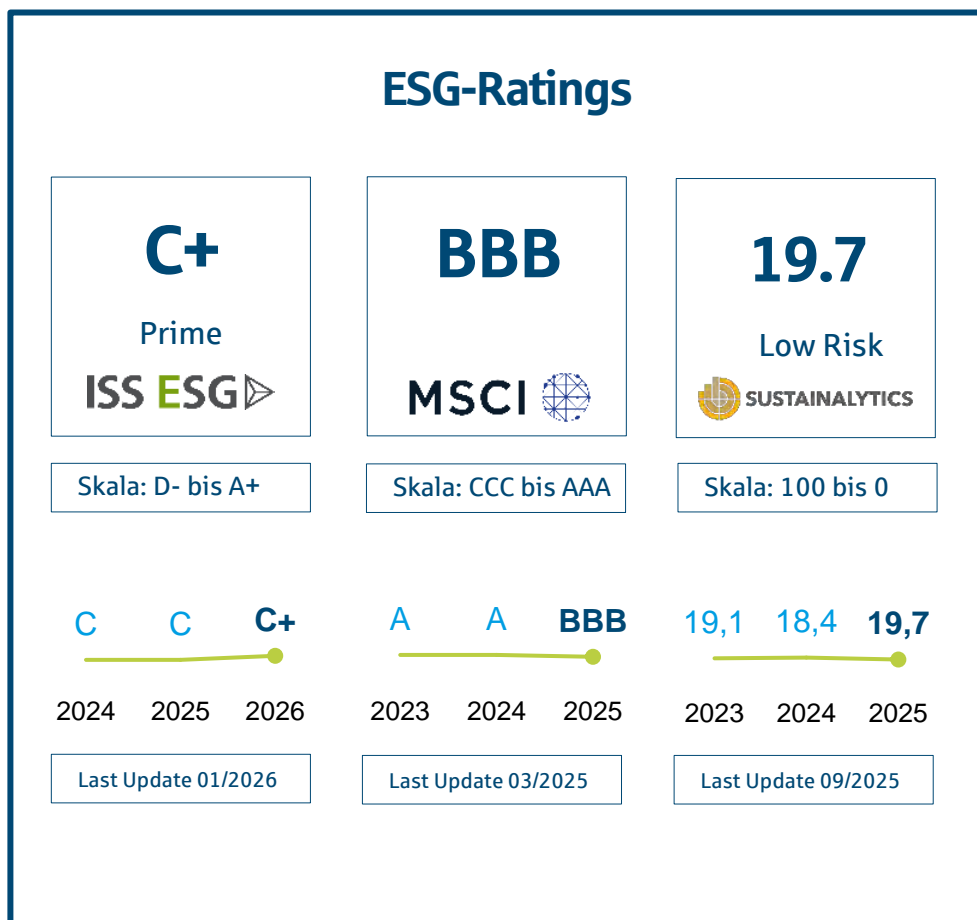 ESG-Ratings
C+
Prime
ISS ESG
Skala: D- bis A+
BBB
MSCI
Skala: CCC bis AAA
19.7
Low Risk
SUSTAINALYTICS
Skala: 100 bis 0
C C C+
2024 2025 2026
Last Update 01/2026
A A BBB
2023 2024 2025
Last Update 03/2025
19,1 18,4 19,7
2023 2024 2025
Last Update 09/2025